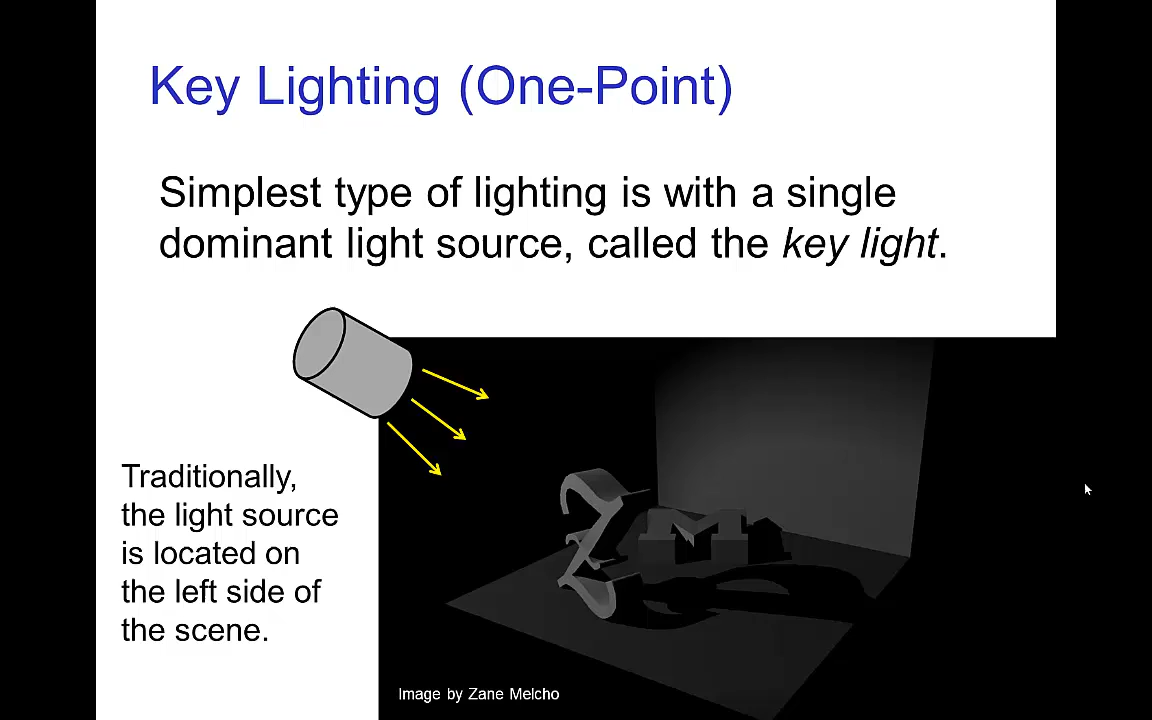 Key Lighting (One-Point)
Simplest type of lighting is with a single
dominant light source, called the key light.
Traditionally,
the light source
is located on
the left side of
the scene.
Image by Zane Melcho